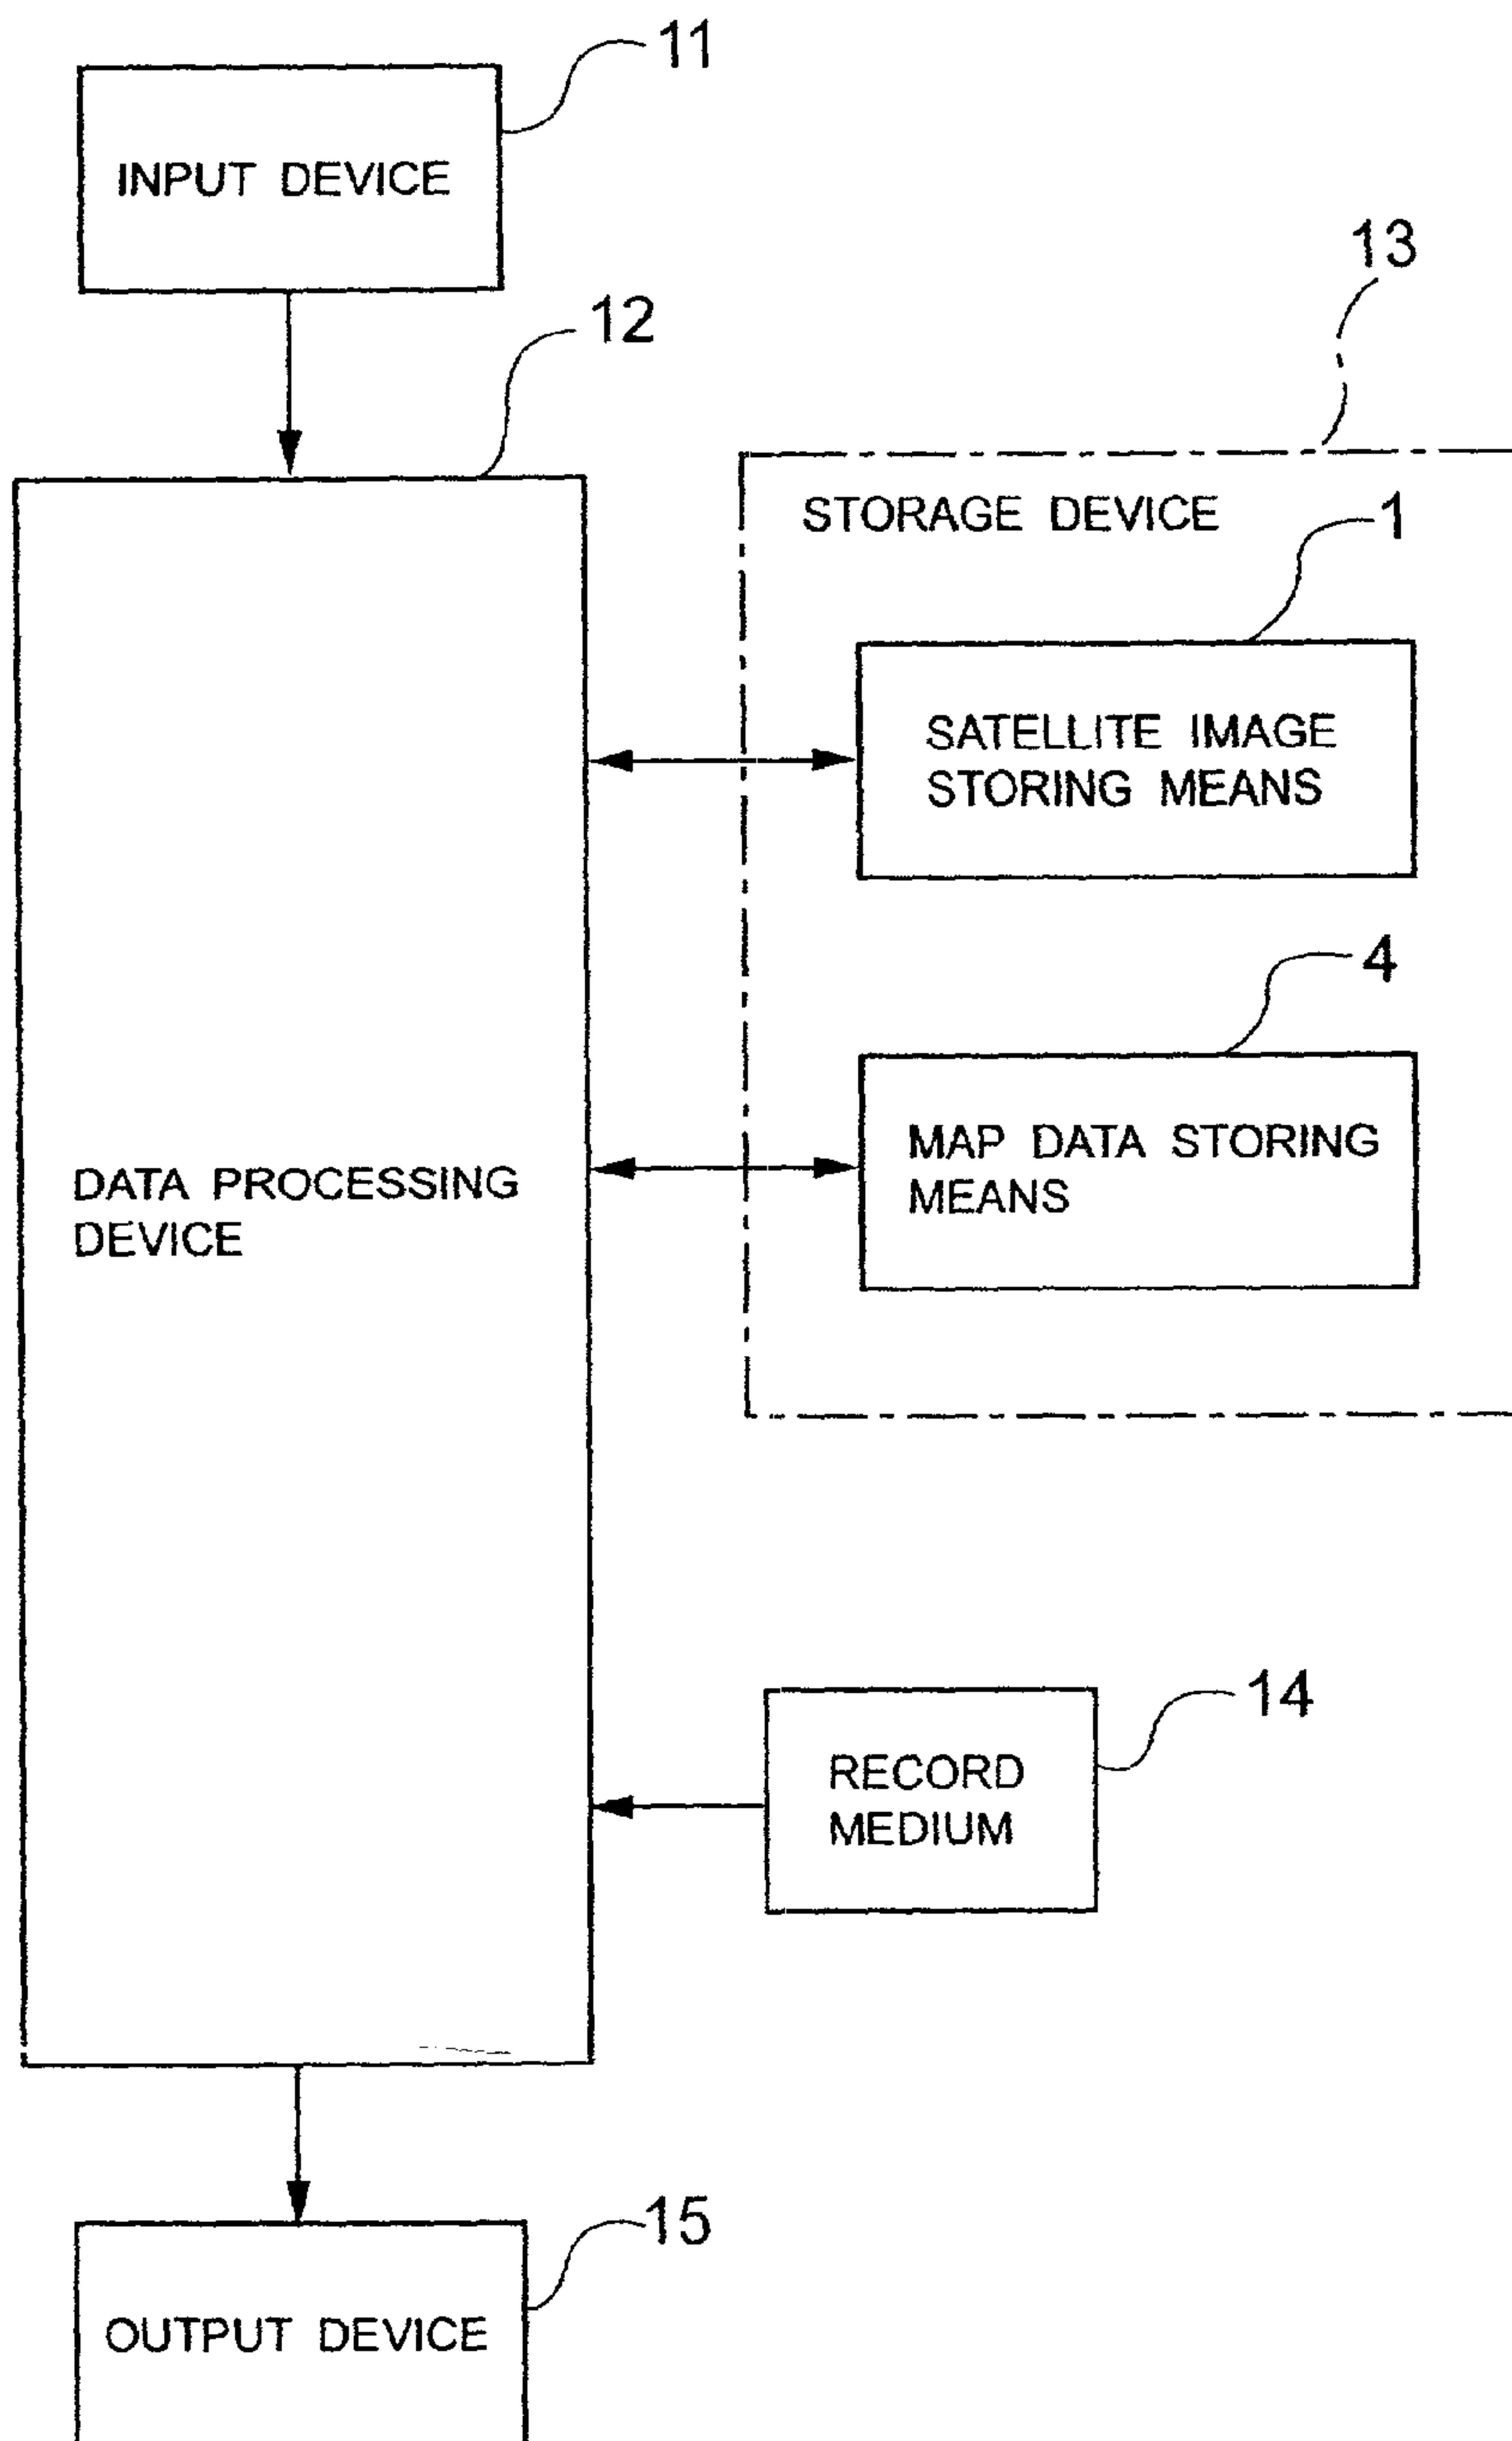 11
INPUT DEVICE
13
12
STORAGE DEVICE
1
SATELLITE IMAGE
STORING MEANS
4
MAP DATA STORING
MEANS
DATA PROCESSING
DEVICE
14
RECORD
MEDIUM
15
OUTPUT DEVICE